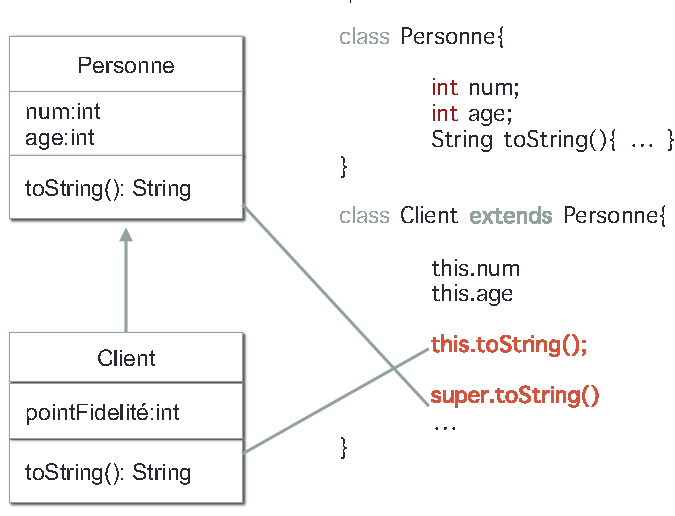 Personne
num:int
age:int
toString(): String
Client
pointFidelité:int
toString(): String
class Personne{
int num;
int age;
String toString(){ ... }
}
class Client extends Personne{
this.num
this.age
this.toString();
super.toString()
...
}